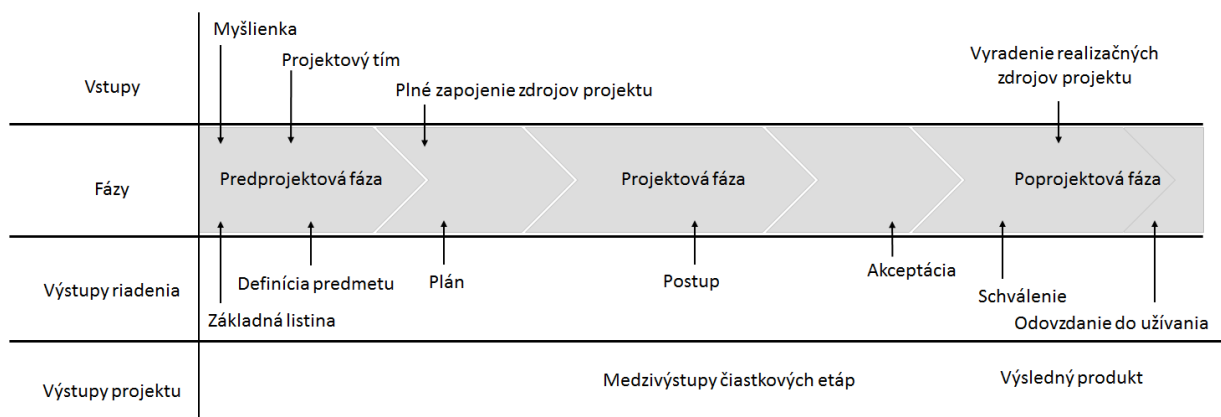 Myšlienka
Projektový tím
Vyradenie realizačných
zdrojov projektu
Vstupy
Plné zapojenie zdrojov projektu
Fázy
Predprojektová fáza
Projektová fáza
Poprojektová fáza
Výstupy riadenia
Definícia predmetu
Plán
Postup
Akceptácia
Schválenie
Základná listina
Odovzdanie do užívania
Výstupy projektu
Medzivýstupy čiastkových etáp
Výsledný produkt